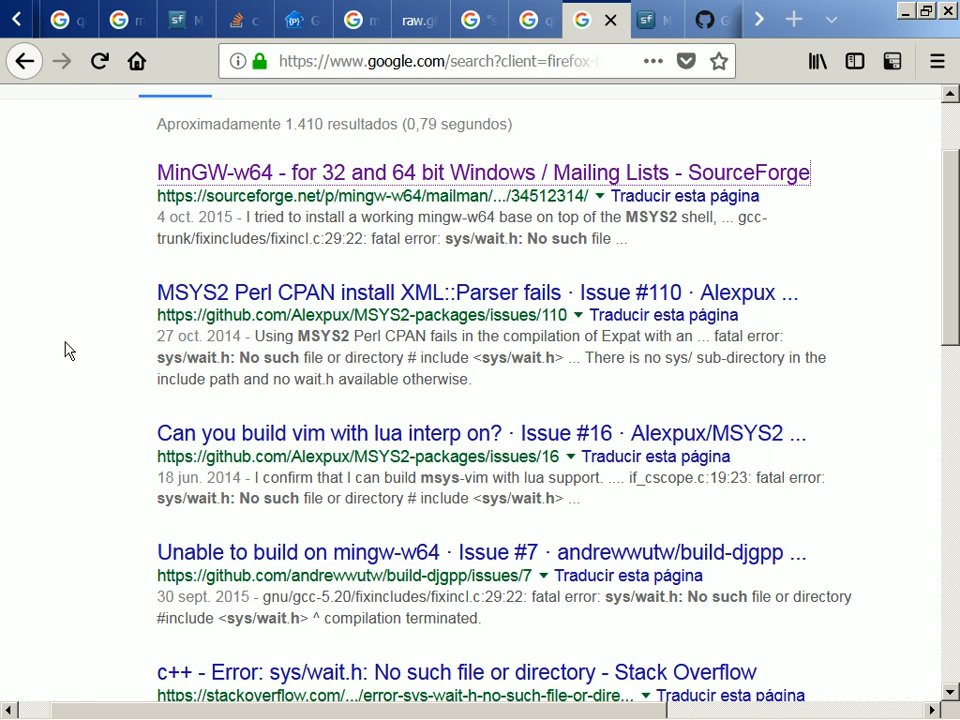 q
m
M
c
G
m
raw.gi
"s
q
M
G
https://www.google.com/search?client=firefox-b
Aproximadamente 1.410 resultados (0,79 segundos)
MinGW-w64 - for 32 and 64 bit Windows / Mailing Lists - SourceForge
https://sourceforge.net/p/mingw-w64/mailman/.../34512314/ Traducir esta página
4 oct. 2015 - I tried to install a working mingw-w64 base on top of the MSYS2 shell, ... gcc-
trunk/fixincludes/fixincl.c:29:22: fatal error: sys/wait.h: No such file ...
MSYS2 Perl CPAN install XML::Parser fails · Issue #110 · Alexpux ...
https://github.com/Alexpux/MSYS2-packages/issues/110 Traducir esta página
27 oct. 2014 - Using MSYS2 Perl CPAN fails in the compilation of Expat with an ... fatal error:
sys/wait.h: No such file or directory # include <sys/wait.h> ... There is no sys/ sub-directory in the
include path and no wait.h available otherwise.
Can you build vim with lua interp on? · Issue #16 · Alexpux/MSYS2 ...
https://github.com/Alexpux/MSYS2-packages/issues/16 Traducir esta página
18 jun. 2014 - I confirm that I can build msys-vim with lua support. .... if_cscope.c:19:23: fatal error:
sys/wait.h: No such file or directory # include <sys/wait.h> ...
Unable to build on mingw-w64 · Issue #7 · andrewwutw/build-djgpp ...
https://github.com/andrewwutw/build-djgpp/issues/7 Traducir esta página
30 sept. 2015 - gnu/gcc-5.20/fixincludes/fixincl.c:29:22: fatal error: sys/wait.h: No such file or directory
#include <sys/wait.h> ^ compilation terminated.
c++ - Error: sys/wait.h: No such file or directory - Stack Overflow
https://stackoverflow.com/.../error-sys-wait-h-no-such-file-or-dire... Traducir esta página